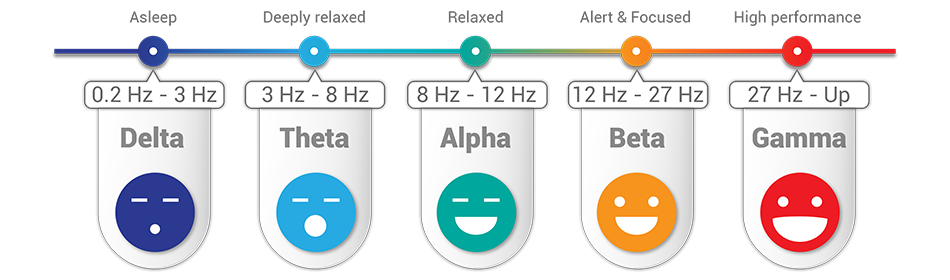 Asleep
Deeply relaxed
Relaxed
Alert & Focused
High performance
0.2 Hz - 3 Hz
3 Hz - 8 Hz
8 Hz - 12 Hz
12 Hz - 27 Hz
27 Hz - Up
Delta
Theta
Alpha
Beta
Gamma